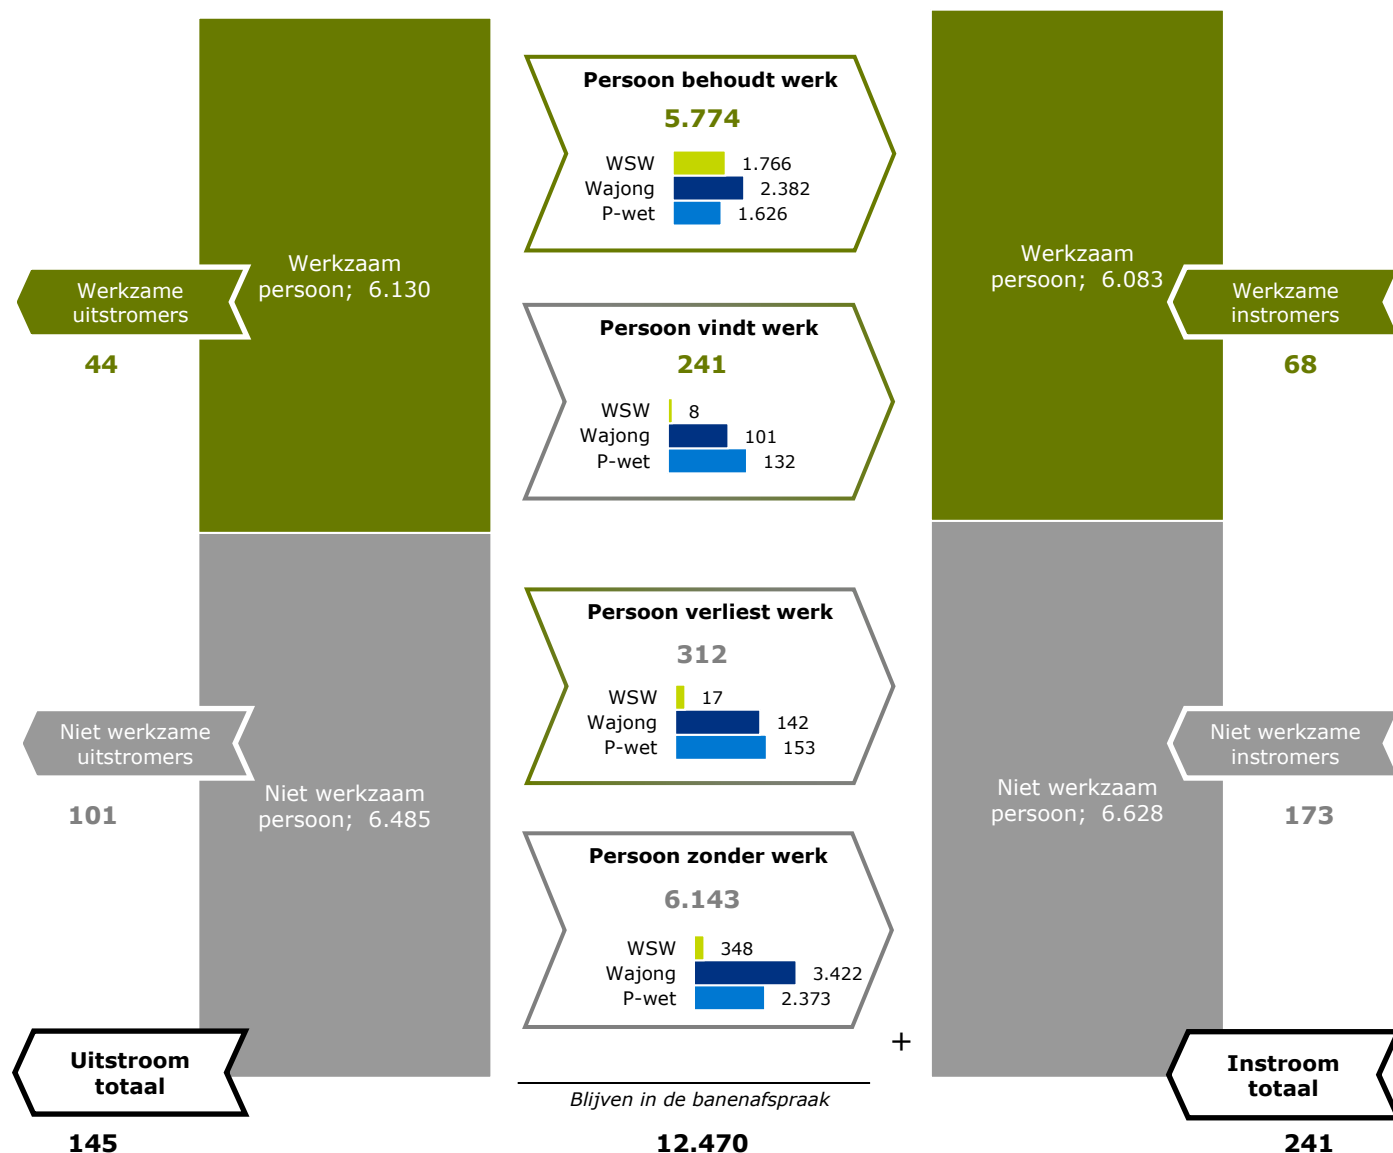 Werkzaam
persoon;  6.130
Werkzame
uitstromers
44
Niet werkzame
uitstromers
101
Niet werkzaam
persoon;  6.485
Uitstroom
totaal
145
Persoon behoudt werk
5.774
WSW 1.766
Wajong 2.382
P-wet 1.626
Persoon vindt werk
241
WSW 8
Wajong 101
P-wet 132
Persoon verliest werk
312
WSW 17
Wajong 142
P-wet 153
Persoon zonder werk
6.143
WSW 348
Wajong 3.422
P-wet 2.373
+
Blijven in de banenafspraak
12.470
Werkzaam
persoon;  6.083
Werkzame
instromers
68
Niet werkzaam
persoon;  6.628
Niet werkzame
instromers
173
Instroom
totaal
241